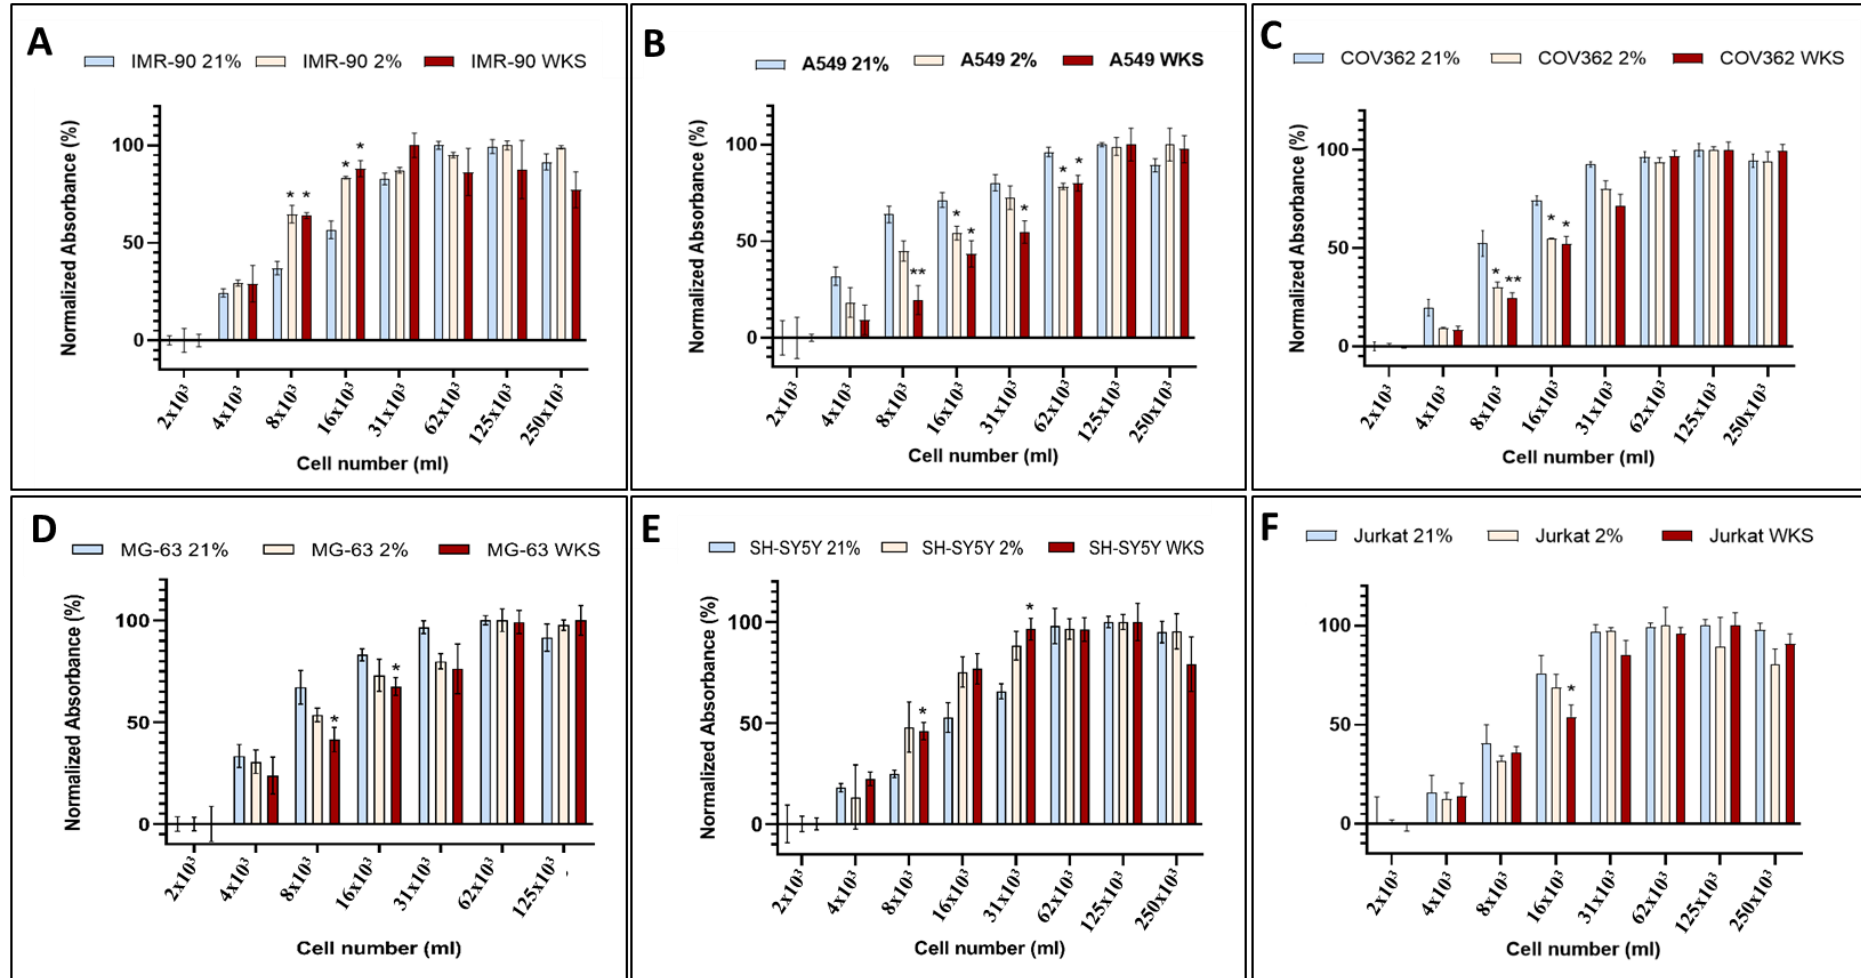 A
IMR-90 21% IMR-90 2% IMR-90 WKS
Normalized Absorbance (%)
100
50
0
* * * *
2x10³ 4x10³ 8x10³ 16x10³ 31x10³ 62x10³ 125x10³ 250x10³
Cell number (ml)
B
A549 21% A549 2% A549 WKS
Normalized Absorbance (%)
100
50
0
** * * * * *
2x10³ 4x10³ 8x10³ 16x10³ 31x10³ 62x10³ 125x10³ 250x10³
Cell number (ml)
C
COV362 21% COV362 2% COV362 WKS
Normalized Absorbance (%)
100
50
0
* ** * *
2x10³ 4x10³ 8x10³ 16x10³ 31x10³ 62x10³ 125x10³ 250x10³
Cell number (ml)
D
MG-63 21% MG-63 2% MG-63 WKS
Normalized Absorbance (%)
100
50
0
* *
2x10³ 4x10³ 8x10³ 16x10³ 31x10³ 62x10³ 125x10³
Cell number (ml)
E
SH-SY5Y 21% SH-SY5Y 2% SH-SY5Y WKS
Normalized Absorbance (%)
100
50
0
* *
2x10³ 4x10³ 8x10³ 16x10³ 31x10³ 62x10³ 125x10³ 250x10³
Cell number (ml)
F
Jurkat 21% Jurkat 2% Jurkat WKS
Normalized Absorbance (%)
100
50
0
*
2x10³ 4x10³ 8x10³ 16x10³ 31x10³ 62x10³ 125x10³ 250x10³
Cell number (ml)